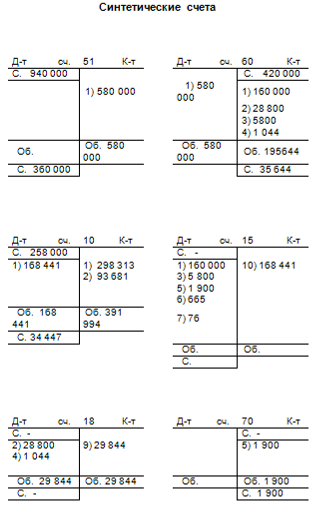 Синтетические счета
Д-т сч. 51 К-т
С. 940 000
1) 580 000
Об.
Об. 580
000
С. 360 000
Д-т сч. 60 К-т
С. 420 000
1) 580
000
1) 160 000
2) 28 800
3) 5800
4) 1 044
Об. 580
000
Об. 195644
С. 35 644
Д-т сч. 10 К-т
С. 258 000
1) 168 441
1) 298 313
2) 93 681
Об. 168
441
Об. 391
994
С. 34 447
Д-т сч. 15 К-т
С. -
1) 160 000
3) 5 800
5) 1 900
6) 665
7) 76
10) 168 441
Об.
Об.
С.
Д-т сч. 18 К-т
С. -
2) 28 800
4) 1 044
9) 29 844
Об. 29 844
Об. 29 844
С. -
Д-т сч. 70 К-т
С. -
5) 1 900
Об.
Об. 1 900
С. 1 900